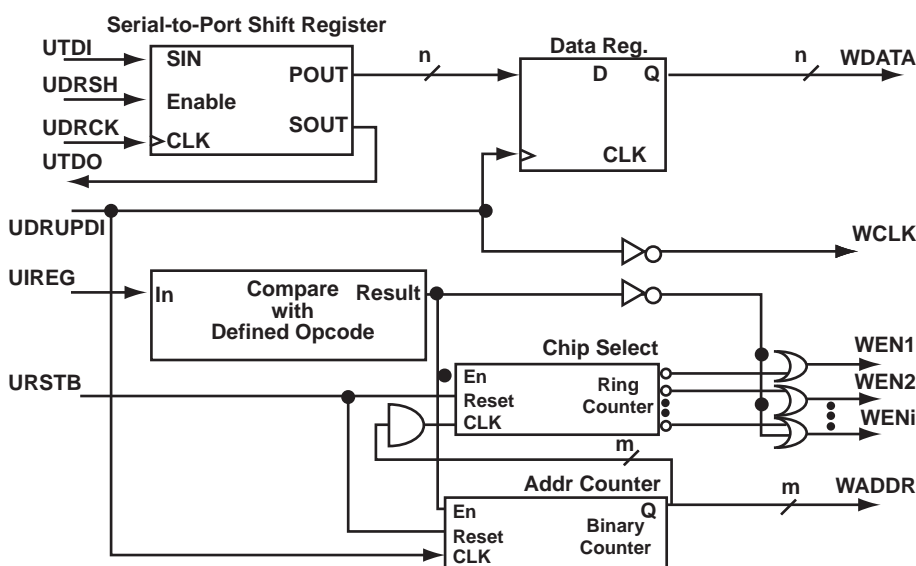 Serial-to-Port Shift Register
UTDI
SIN
POUT
n
Data Reg.
D Q
n
WDATA
UDRSH
Enable
UDRCK
CLK
SOUT
UTDO
CLK
UDRUPDI
WCLK
UIREG
In
Compare
with
Defined Opcode
Result
Chip Select
WEN1
WEN2
WENi
URSTB
En
Reset
CLK
Ring
Counter
m
Addr Counter
m
WADDR
En
Reset
CLK
Q
Binary
Counter